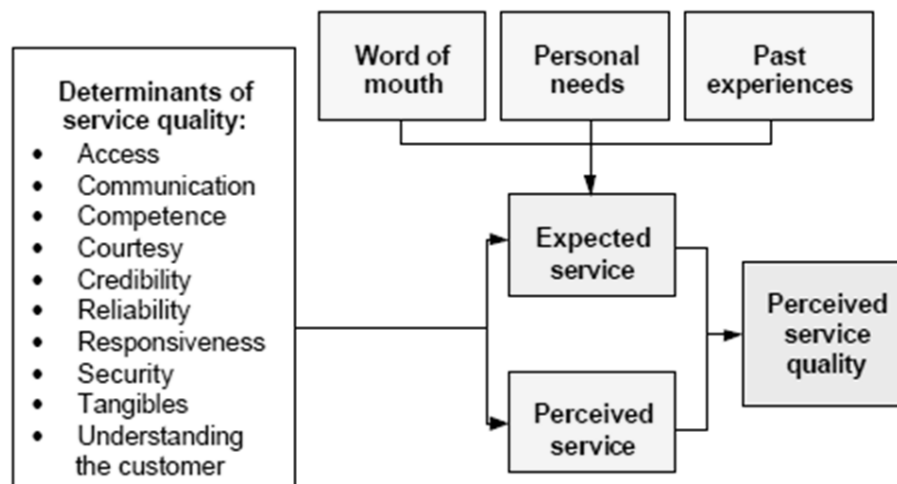 Determinants of
service quality:
• Access
• Communication
• Competence
• Courtesy
• Credibility
• Reliability
• Responsiveness
• Security
• Tangibles
• Understanding
the customer
Word of
mouth
Personal
needs
Past
experiences
Expected
service
Perceived
service
Perceived
service
quality